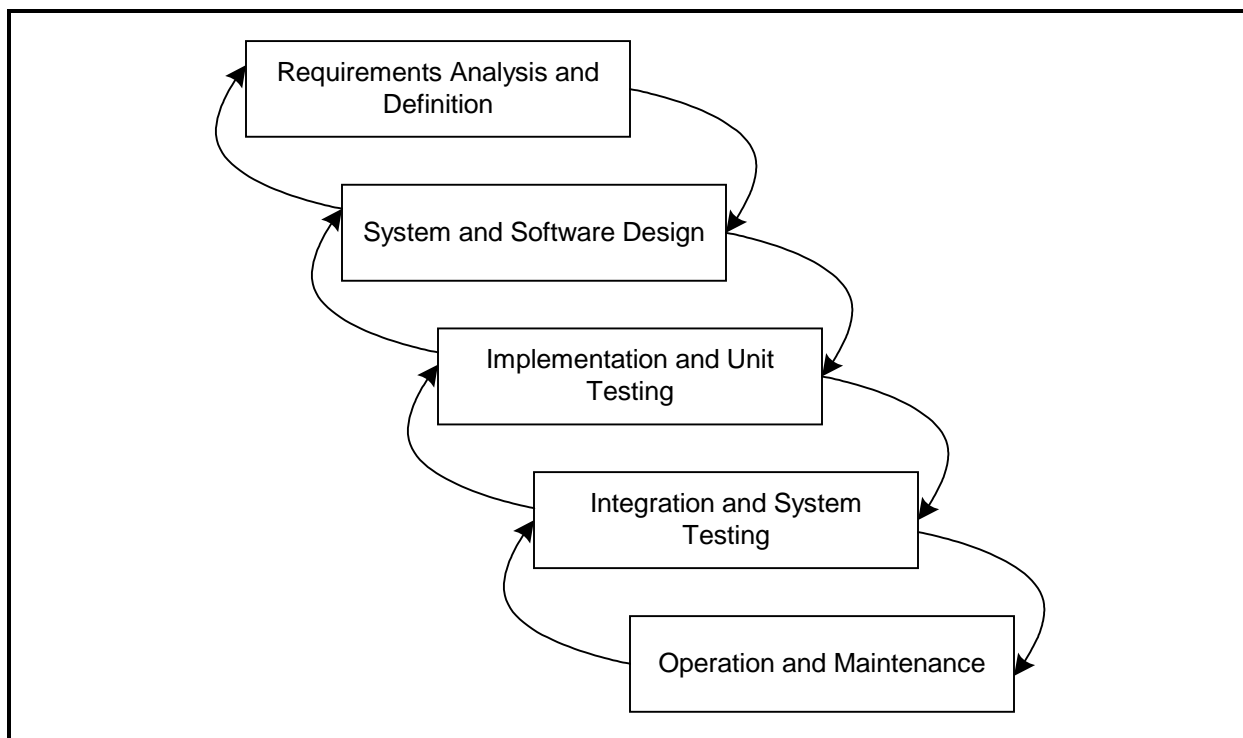 Requirements Analysis and
Definition
System and Software Design
Implementation and Unit
Testing
Integration and System
Testing
Operation and Maintenance